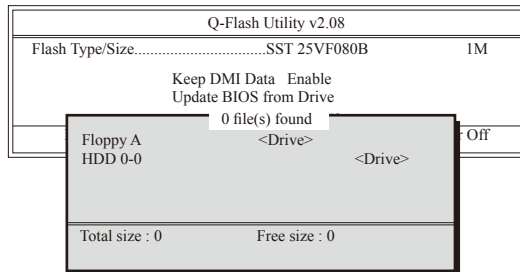 Q-Flash Utility v2.08
Flash Type/Size.................................SST 25VF080B 1M
Keep DMI Data Enable
Update BIOS from Drive
0 file(s) found
Floppy A <Drive>
HDD 0-0 <Drive>
Off
Total size : 0 Free size : 0